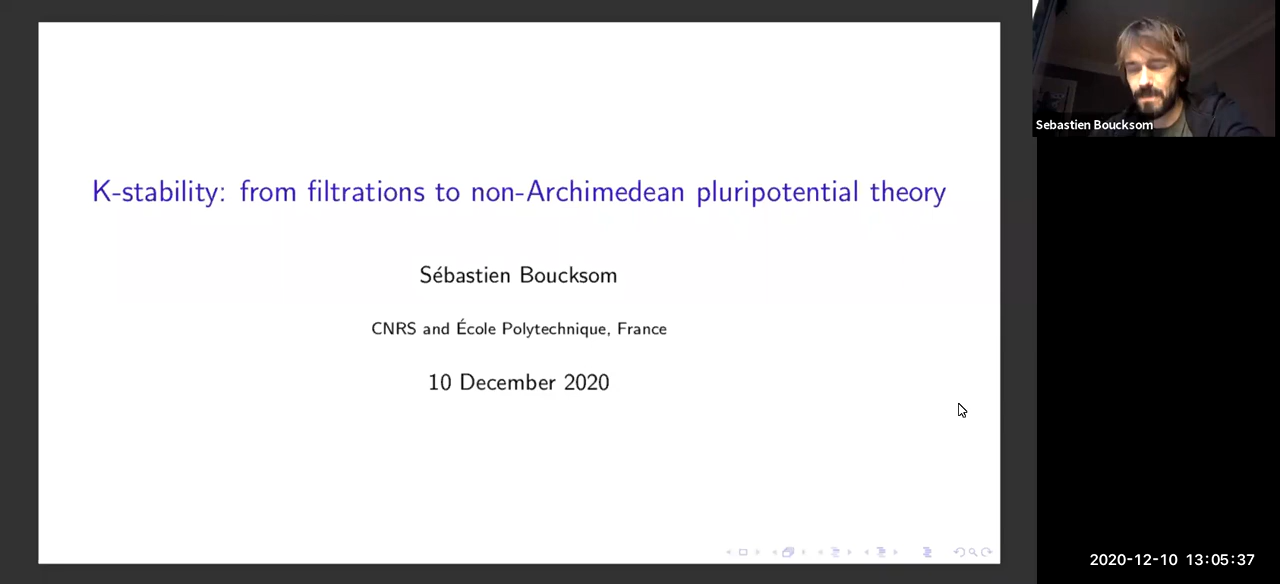 K-stability: from filtrations to non-Archimedean pluripotential theory
Sébastien Boucksom
CNRS and École Polytechnique, France
10 December 2020
Sebastien Boucksom
2020-12-10 13:05:37